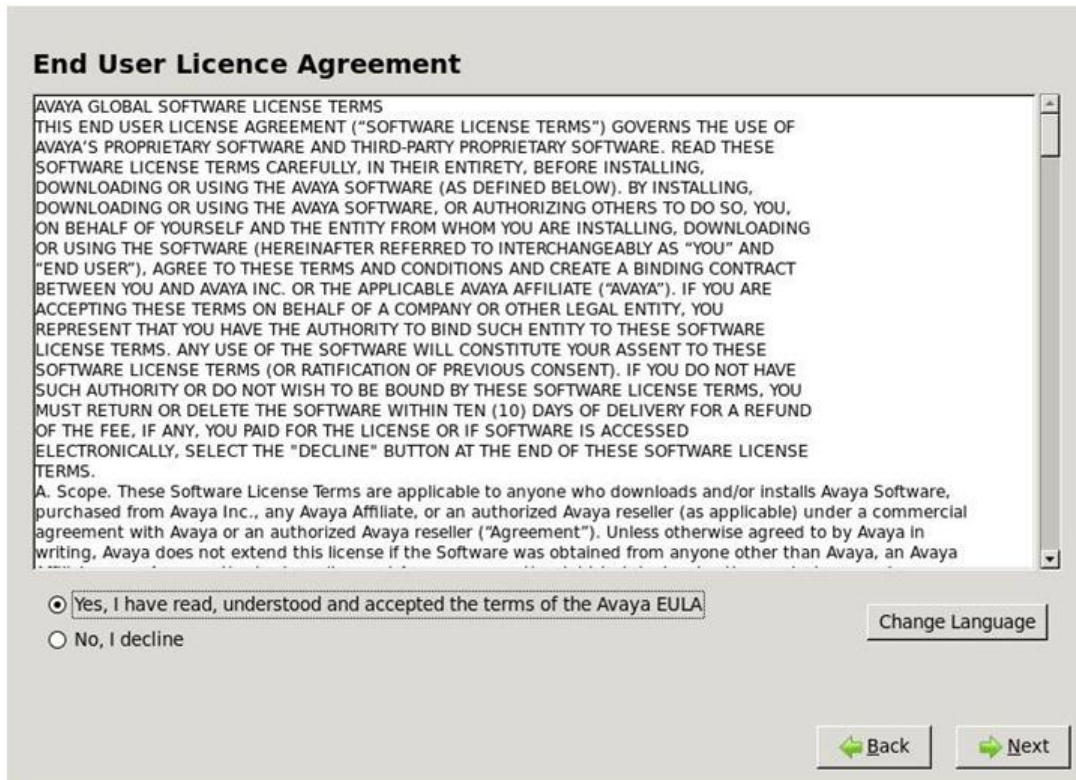 End User Licence Agreement
AVAYA GLOBAL SOFTWARE LICENSE TERMS
THIS END USER LICENSE AGREEMENT (“SOFTWARE LICENSE TERMS”) GOVERNS THE USE OF
AVAYA’S PROPRIETARY SOFTWARE AND THIRD-PARTY PROPRIETARY SOFTWARE. READ THESE
SOFTWARE LICENSE TERMS CAREFULLY, IN THEIR ENTIRETY, BEFORE INSTALLING,
DOWNLOADING OR USING THE AVAYA SOFTWARE (AS DEFINED BELOW). BY INSTALLING,
DOWNLOADING OR USING THE AVAYA SOFTWARE, OR AUTHORIZING OTHERS TO DO SO, YOU,
ON BEHALF OF YOURSELF AND THE ENTITY FROM WHOM YOU ARE INSTALLING, DOWNLOADING
OR USING THE SOFTWARE (HEREINAFTER REFERRED TO INTERCHANGEABLY AS “YOU” AND
“END USER”), AGREE TO THESE TERMS AND CONDITIONS AND CREATE A BINDING CONTRACT
BETWEEN YOU AND AVAYA INC. OR THE APPLICABLE AVAYA AFFILIATE (“AVAYA”). IF YOU ARE
ACCEPTING THESE TERMS ON BEHALF OF A COMPANY OR OTHER LEGAL ENTITY, YOU
REPRESENT THAT YOU HAVE THE AUTHORITY TO BIND SUCH ENTITY TO THESE SOFTWARE
LICENSE TERMS. ANY USE OF THE SOFTWARE WILL CONSTITUTE YOUR ASSENT TO THESE
SOFTWARE LICENSE TERMS (OR RATIFICATION OF PREVIOUS CONSENT). IF YOU DO NOT HAVE
SUCH AUTHORITY OR DO NOT WISH TO BE BOUND BY THESE SOFTWARE LICENSE TERMS, YOU
MUST RETURN OR DELETE THE SOFTWARE WITHIN TEN (10) DAYS OF DELIVERY FOR A REFUND
OF THE FEE, IF ANY, YOU PAID FOR THE LICENSE OR IF SOFTWARE IS ACCESSED
ELECTRONICALLY, SELECT THE "DECLINE" BUTTON AT THE END OF THESE SOFTWARE LICENSE
TERMS.
A. Scope. These Software License Terms are applicable to anyone who downloads and/or installs Avaya Software,
purchased from Avaya Inc., any Avaya Affiliate, or an authorized Avaya reseller (as applicable) under a commercial
agreement with Avaya or an authorized Avaya reseller (“Agreement”). Unless otherwise agreed to by Avaya in
writing, Avaya does not extend this license if the Software was obtained from anyone other than Avaya, an Avaya
Yes, I have read, understood and accepted the terms of the Avaya EULA
No, I decline
Change Language
Back
Next